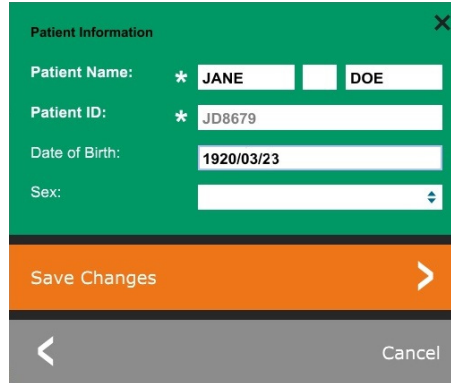 Patient Information
Patient Name: * JANE DOE
Patient ID: * JD8679
Date of Birth: 1920/03/23
Sex:
Save Changes
Cancel